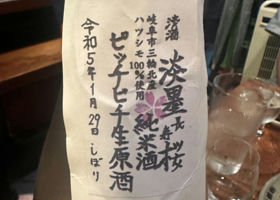 清酒
淡墨桜
純米酒
岐阜市三輪北産
ハツシモ100%使用
ピッチピチ生原酒
令和5年1月29日しぼり